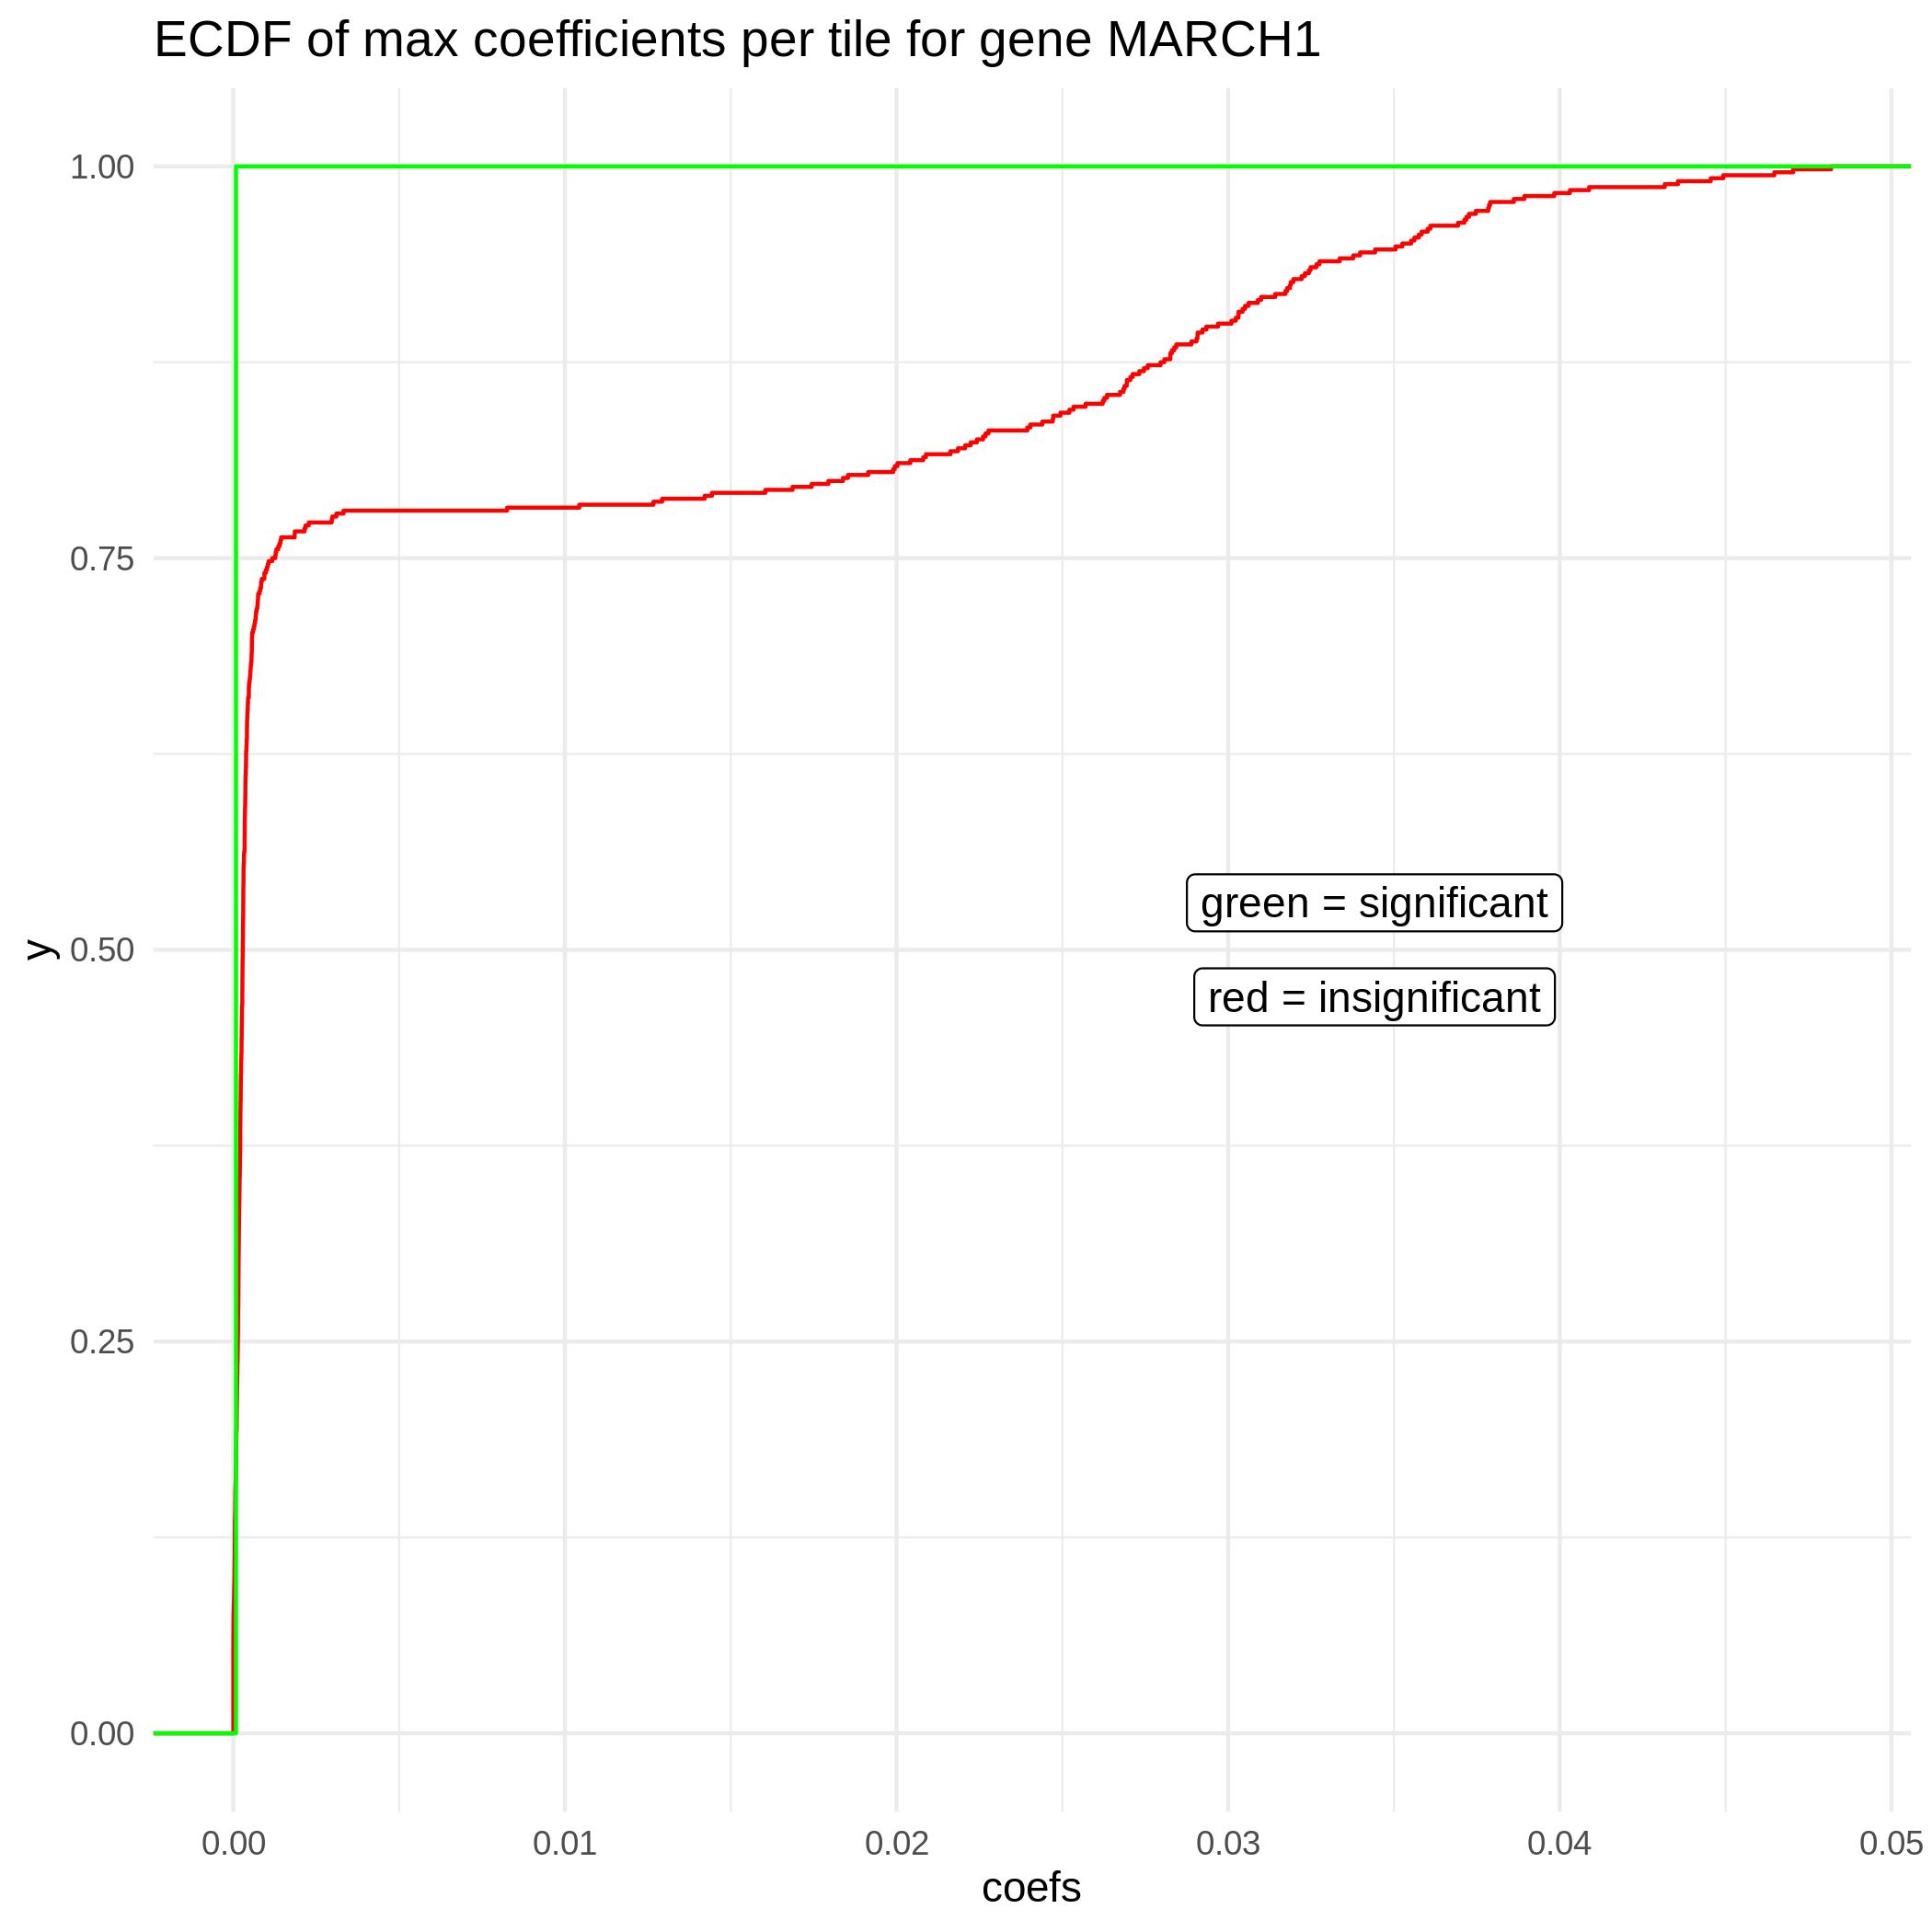 ECDF of max coefficients per tile for gene MARCH1
1.00
0.75
0.50
0.25
0.00
y
green = significant
red = insignificant
0.00 0.01 0.02 0.03 0.04 0.05
coefs